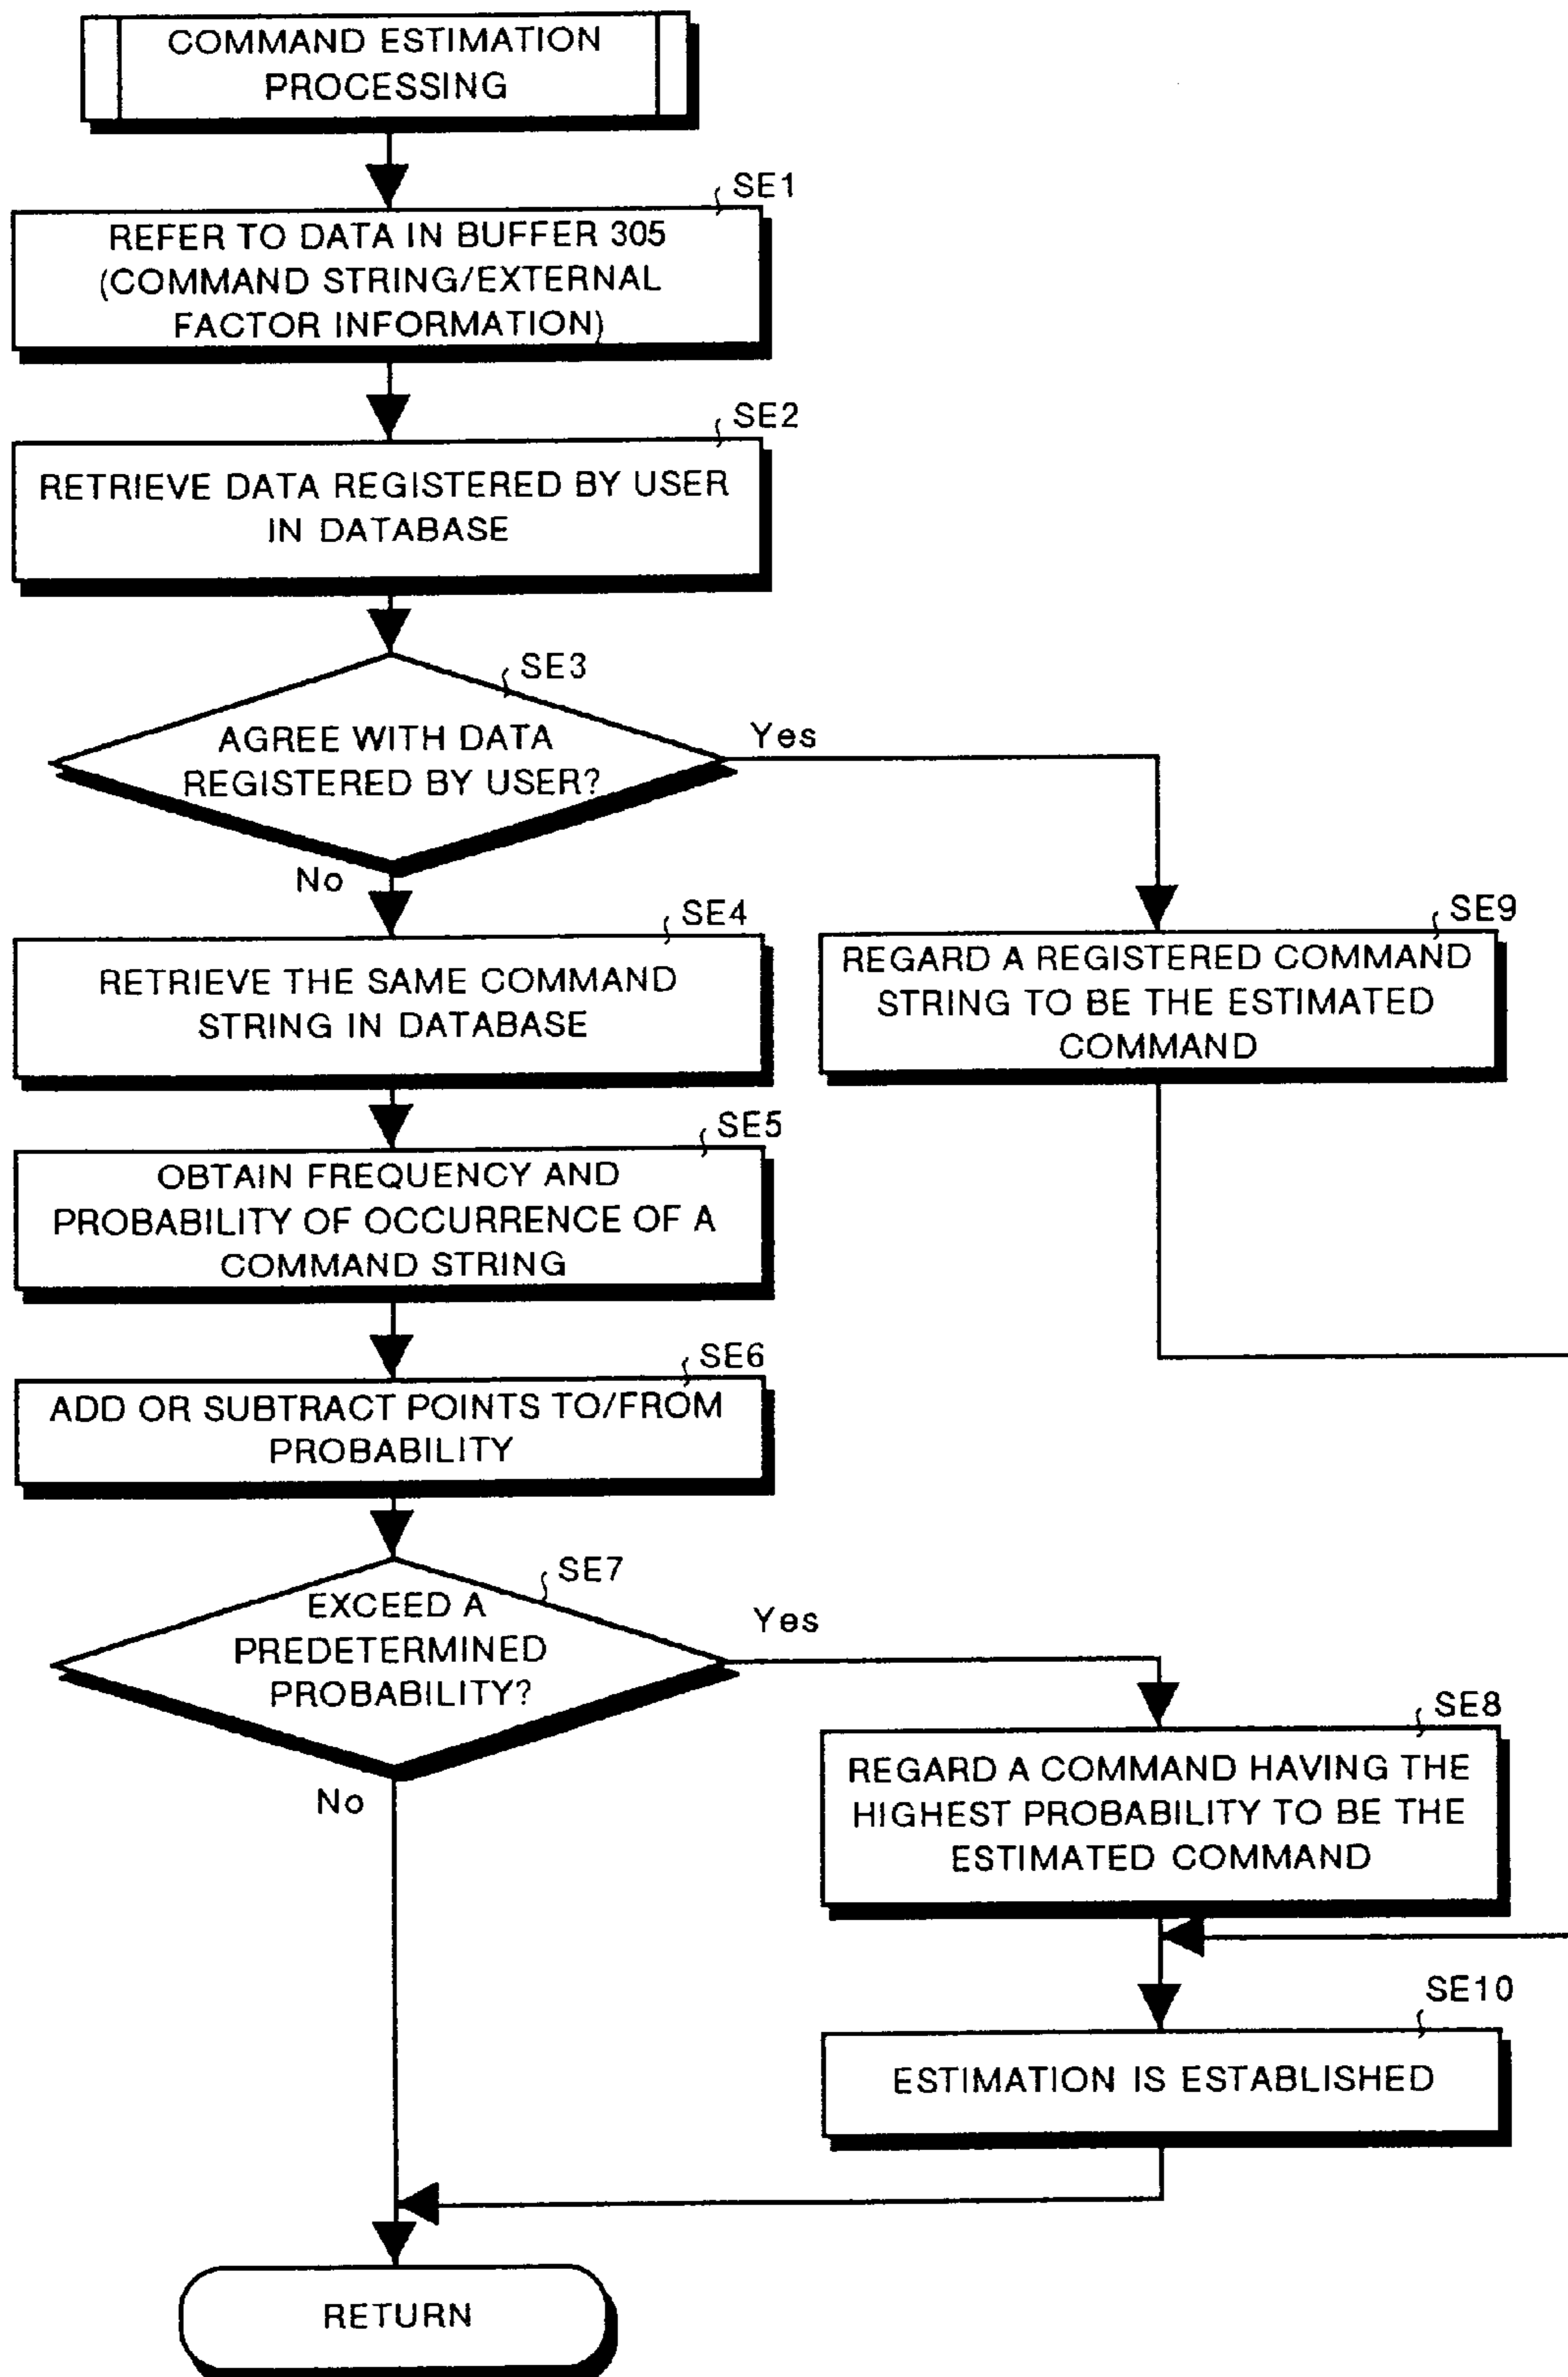 COMMAND ESTIMATION
PROCESSING
SE1
REFER TO DATA IN BUFFER 305
(COMMAND STRING/EXTERNAL
FACTOR INFORMATION)
SE2
RETRIEVE DATA REGISTERED BY USER
IN DATABASE
SE3
AGREE WITH DATA
REGISTERED BY USER?
Yes
No
SE4
RETRIEVE THE SAME COMMAND
STRING IN DATABASE
SE9
REGARD A REGISTERED COMMAND
STRING TO BE THE ESTIMATED
COMMAND
SE5
OBTAIN FREQUENCY AND
PROBABILITY OF OCCURRENCE OF A
COMMAND STRING
SE6
ADD OR SUBTRACT POINTS TO/FROM
PROBABILITY
SE7
EXCEED A
PREDETERMINED
PROBABILITY?
Yes
No
SE8
REGARD A COMMAND HAVING THE
HIGHEST PROBABILITY TO BE THE
ESTIMATED COMMAND
SE10
ESTIMATION IS ESTABLISHED
RETURN